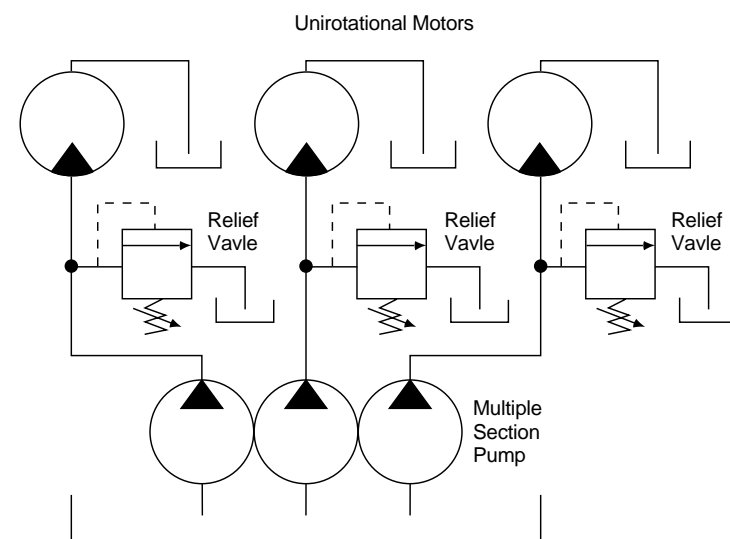 Unirotational Motors
Relief
Vavle
Relief
Vavle
Relief
Vavle
Multiple
Section
Pump